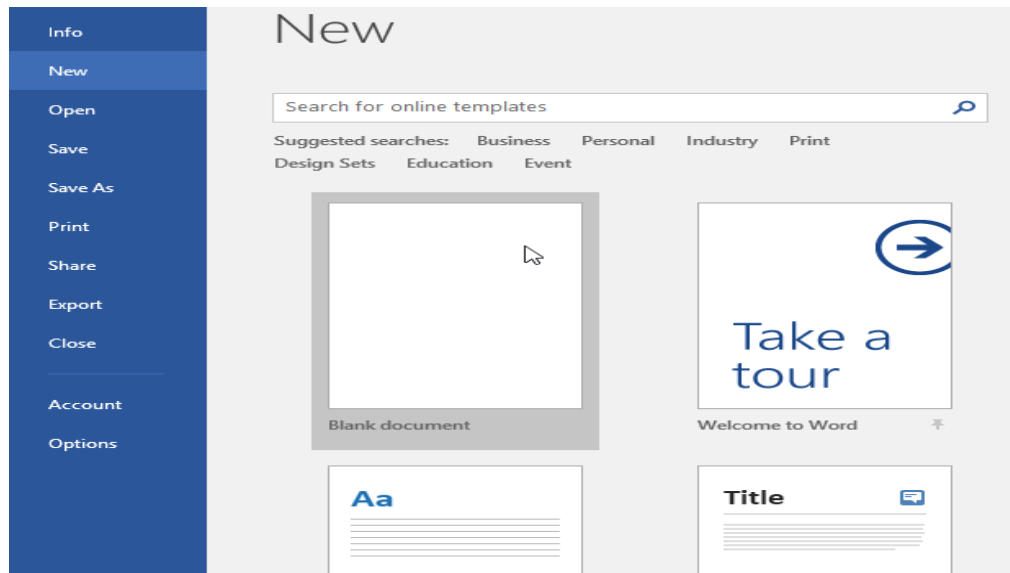 Info
New
Open
Save
Save As
Print
Share
Export
Close
Account
Options
New
Search for online templates
Suggested searches: Business Personal Industry Print
Design Sets Education Event
Take a
tour
Blank document
Welcome to Word
Aa
Title